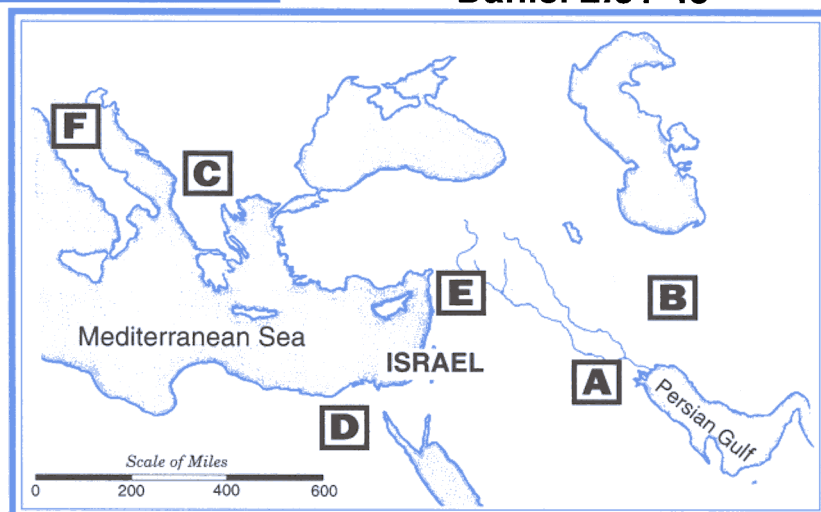 F
C
E
B
Mediterranean Sea
ISRAEL
A
Persian Gulf
D
Scale of Miles
0 200 400 600